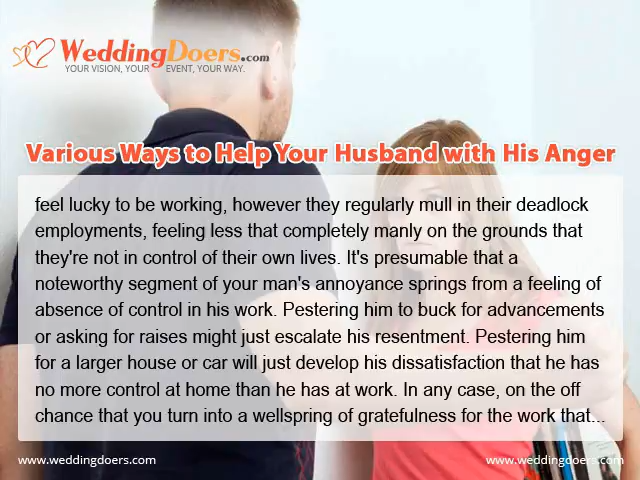 WeddingDoers.com
YOUR VISION, YOUR EVENT, YOUR WAY.
Various Ways to Help Your Husband with His Anger
feel lucky to be working, however they regularly mull in their deadlock
employments, feeling less that completely manly on the grounds that
they're not in control of their own lives. It's presumable that a
noteworthy segment of your man's annoyance springs from a feeling of
absence of control in his work. Pestering him to buck for advancements
or asking for raises might just escalate his resentment. Pestering him
for a larger house or car will just develop his dissatisfaction that he has
no more control at home than he has at work. In any case, on the off
chance that you turn into a wellspring of gratefulness for the work that...
www.weddingdoers.com www.weddingdoers.com